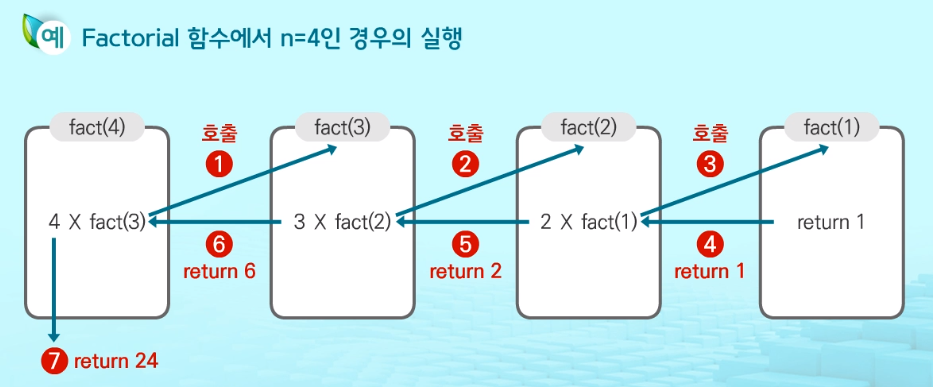 예 Factorial 함수에서 n=4인 경우의 실행
fact(4) 호출 fact(3) 호출 fact(2) 호출 fact(1)
1 2 3
4 X fact(3) 3 X fact(2) 2 X fact(1) return 1
6 5 4
return 6 return 2 return 1
7 return 24